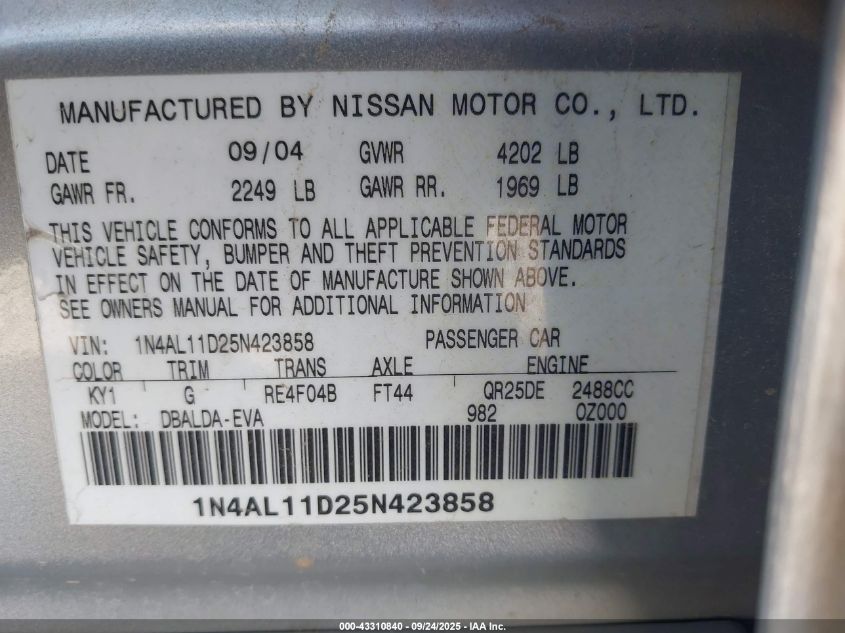 MANUFACTURED BY NISSAN MOTOR CO., LTD.
DATE 09/04 GVWR 4202 LB
GAWR FR. 2249 LB GAWR RR. 1969 LB
THIS VEHICLE CONFORMS TO ALL APPLICABLE FEDERAL MOTOR
VEHICLE SAFETY, BUMPER AND THEFT PREVENTION STANDARDS
IN EFFECT ON THE DATE OF MANUFACTURE SHOWN ABOVE.
SEE OWNERS MANUAL FOR ADDITIONAL INFORMATION
VIN: 1N4AL11D25N423858 PASSENGER CAR
COLOR TRIM TRANS AXLE ENGINE
KY1 G RE4F04B FT44 QR25DE 2488CC
MODEL: DBALDA-EVA 982 0Z000
1N4AL11D25N423858
000-43310840 - 09/24/2025 - IAA Inc.